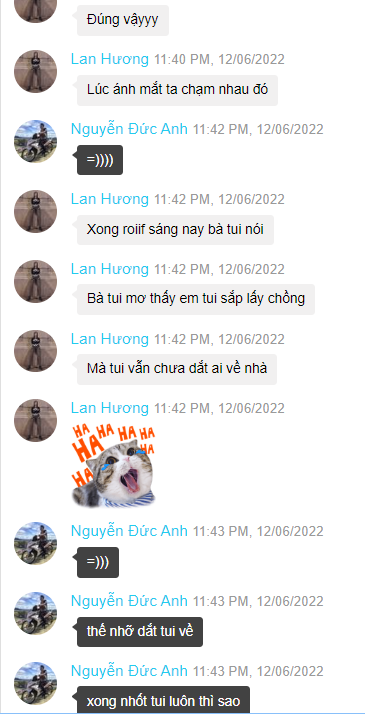 Đúng vậyyy
Lan Hương 11:40 PM, 12/06/2022
Lúc ánh mắt ta chạm nhau đó
Nguyễn Đức Anh 11:42 PM, 12/06/2022
=))))
Lan Hương 11:42 PM, 12/06/2022
Xong roiif sáng nay bà tui nói
Lan Hương 11:42 PM, 12/06/2022
Bà tui mơ thấy em tui sắp lấy chồng
Lan Hương 11:42 PM, 12/06/2022
Mà tui vẫn chưa dắt ai về nhà
Lan Hương 11:42 PM, 12/06/2022
HA HA HA HA HA HA HA
Nguyễn Đức Anh 11:43 PM, 12/06/2022
=)))
Nguyễn Đức Anh 11:43 PM, 12/06/2022
thế nhỡ dắt tui về
Nguyễn Đức Anh 11:43 PM, 12/06/2022
xong nhốt tui luôn thì sao